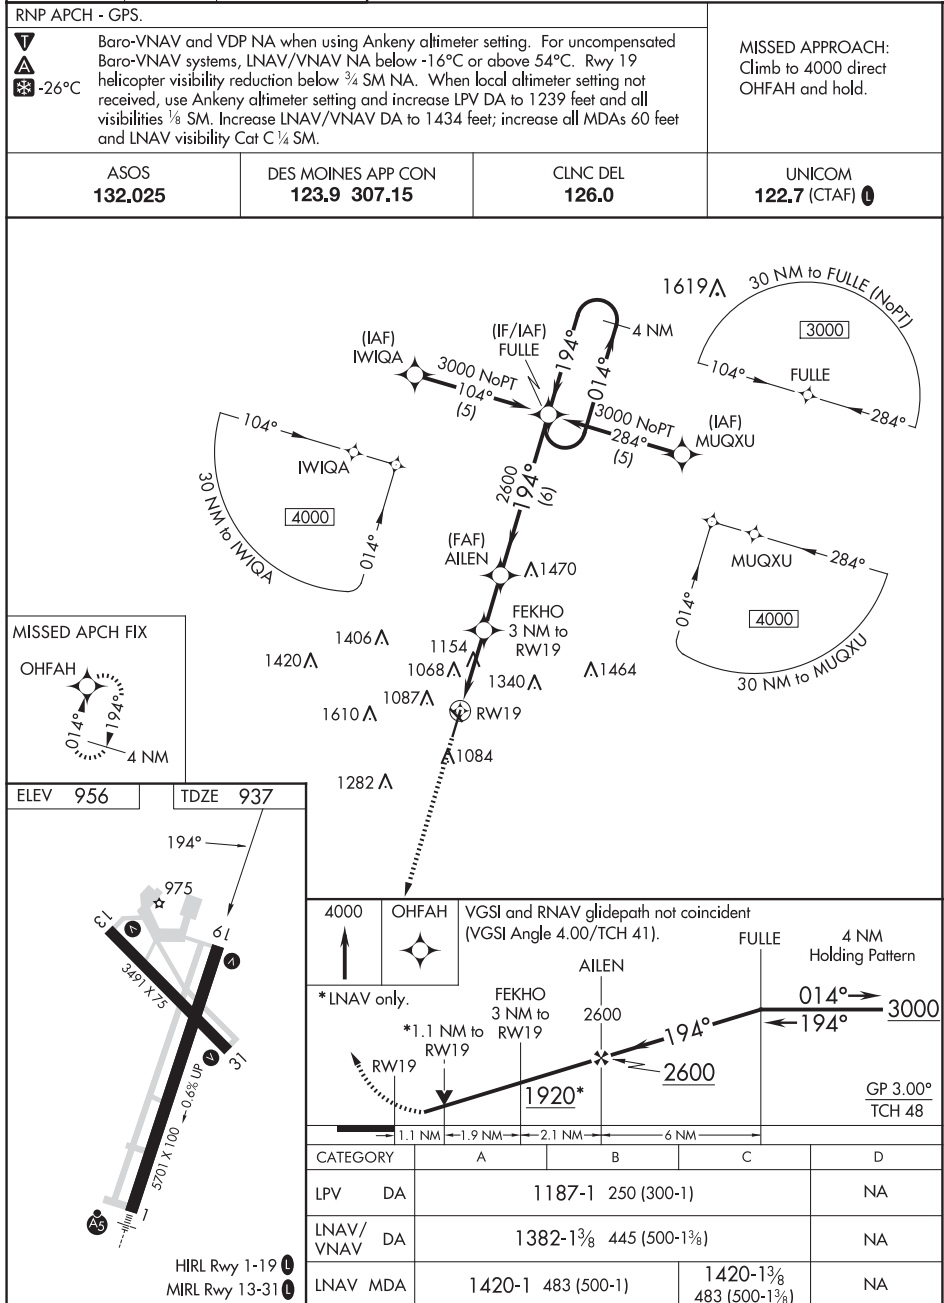 RNP APCH - GPS.
T
A
-26°C
Baro-VNAV and VDP NA when using Ankeny altimeter setting. For uncompensated
Baro-VNAV systems, LNAV/VNAV NA below -16°C or above 54°C. Rwy 19
helicopter visibility reduction below ¾ SM NA. When local altimeter setting not
received, use Ankeny altimeter setting and increase LPV DA to 1239 feet and all
visibilities ⅛ SM. Increase LNAV/VNAV DA to 1434 feet; increase all MDAs 60 feet
and LNAV visibility Cat C ¼ SM.
MISSED APPROACH:
Climb to 4000 direct
OHFAH and hold.
ASOS
132.025
DES MOINES APP CON
123.9 307.15
CLNC DEL
126.0
UNICOM
122.7 (CTAF) L
1619
30 NM to FULLE (NoPT)
3000
104°
FULLE
284°
(IF/IAF)
FULLE
194°
014°
4 NM
(IAF)
IWIQA
3000 NoPT
104°
(5)
3000 NoPT
284°
(5)
(IAF)
MUQXU
104°
IWIQA
4000
014°
30 NM to IWIQA
2600
194°
(6)
(FAF)
AILEN
1470
MUQXU
284°
014°
4000
30 NM to MUQXU
FEKHO
3 NM to
RW19
MISSED APCH FIX
OHFAH
014°
194°
4 NM
1406
1420
1154
1068
1340
1464
1087
1610
RW19
1084
1282
ELEV 956
TDZE 937
194°
975
13
19
V
V
3491 X 75
V
31
0.6% UP
5701 X 100
1
A5
HIRL Rwy 1-19 L
MIRL Rwy 13-31 L
4000
OHFAH
VGSI and RNAV glidepath not coincident
(VGSI Angle 4.00/TCH 41).
FULLE
4 NM
Holding Pattern
AILEN
*LNAV only.
FEKHO
3 NM to
RW19
2600
014°
194°
3000
*1.1 NM to
RW19
194°
RW19
2600
1920*
GP 3.00°
TCH 48
1.1 NM
1.9 NM
2.1 NM
6 NM
CATEGORY A B C D
LPV DA 1187-1 250 (300-1) NA
LNAV/
VNAV DA 1382-1⅜ 445 (500-1⅜) NA
LNAV MDA 1420-1 483 (500-1) 1420-1⅜
483 (500-1⅜) NA